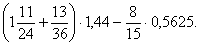 (1 11/24 + 13/36) · 1,44 − 8/15 · 0,5625.